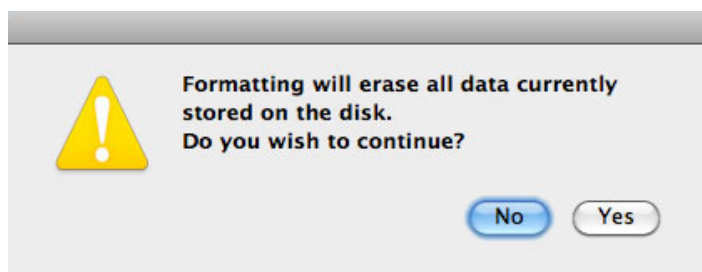 Formatting will erase all data currently
stored on the disk.
Do you wish to continue?
No Yes